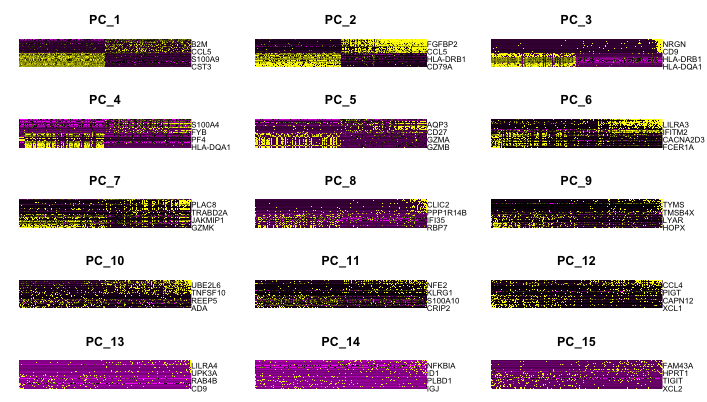 PC_1
B2M
CCL5
S100A9
CST3
PC_2
FGFBP2
CCL5
HLA-DRB1
CD79A
PC_3
NRGN
CD9
HLA-DRB1
HLA-DQA1
PC_4
S100A4
FYB
PF4
HLA-DQA1
PC_5
AQP3
CD27
GZMA
GZMB
PC_6
LILRA3
IFITM2
CACNA2D3
FCER1A
PC_7
PLAC8
TRABD2A
JAKMIP1
GZMK
PC_8
CLIC2
PPP1R14B
IFI35
RBP7
PC_9
TYMS
TMSB4X
LYAR
HOPX
PC_10
UBE2L6
TNFSF10
REEP5
ADA
PC_11
NFE2
KLRG1
S100A10
CRIP2
PC_12
CCL4
PIGT
CAPN12
XCL1
PC_13
LILRA4
UPK3A
RAB4B
CD9
PC_14
NFKBIA
ID1
PLBD1
IGJ
PC_15
FAM43A
HPRT1
TIGIT
XCL2